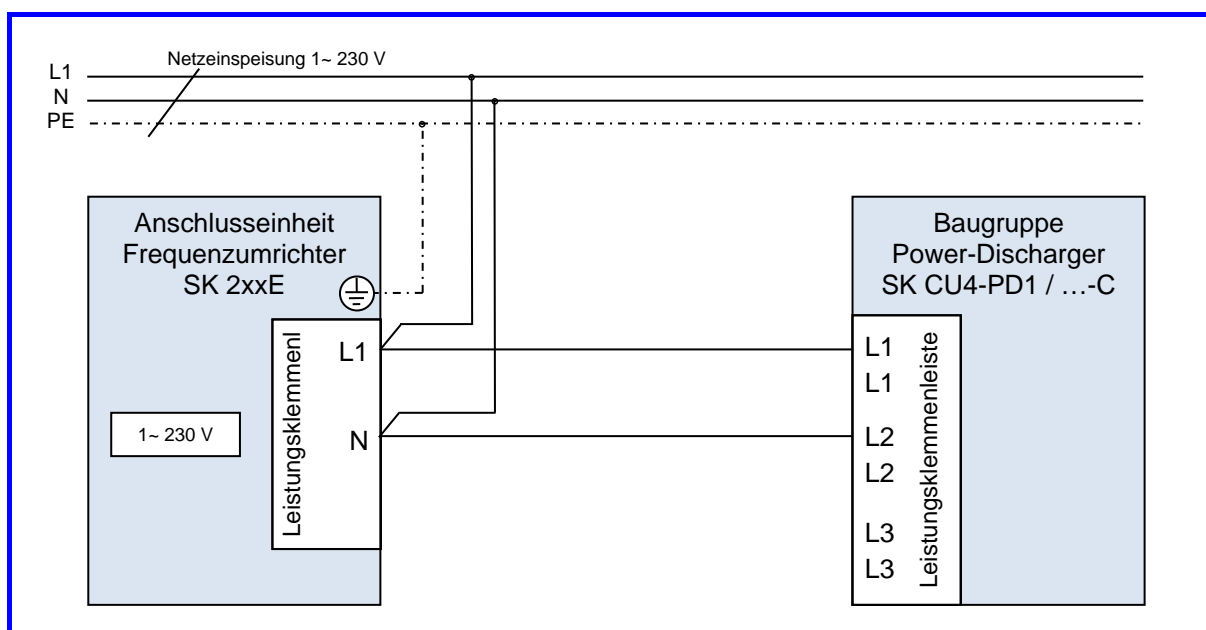 Netzeinspeisung 1~ 230 V
L1
N
PE
Anschlusseinheit
Frequenzumrichter
SK 2xxE
Leistungsklemmenl
L1
N
1~ 230 V
Baugruppe
Power-Discharger
SK CU4-PD1 / …-C
L1
L1
L2
L2
L3
L3
Leistungsklemmenleiste